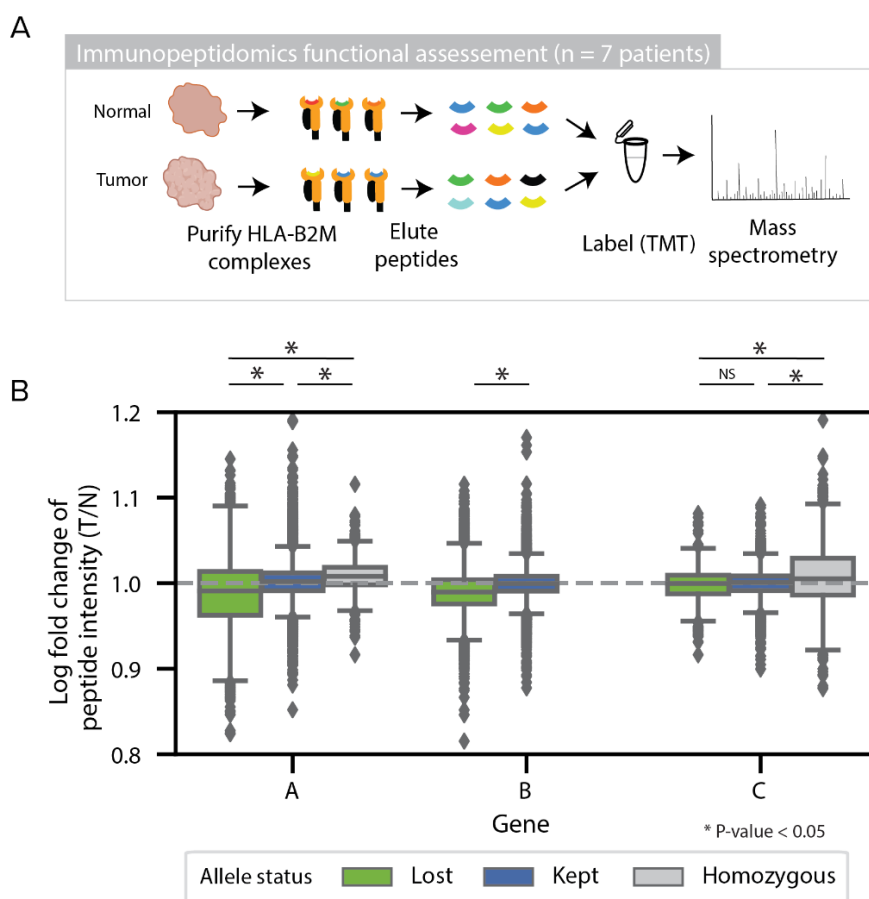 A
Immunopeptidomics functional assessement (n = 7 patients)
Normal
Tumor
Purify HLA-B2M
complexes
Elute
peptides
Label (TMT)
Mass
spectrometry
B
* * * * NS * *
Log fold change of
peptide intensity (T/N)
1.2
1.1
1.0
0.9
0.8
A B C
Gene
* P-value < 0.05
Allele status Lost Kept Homozygous